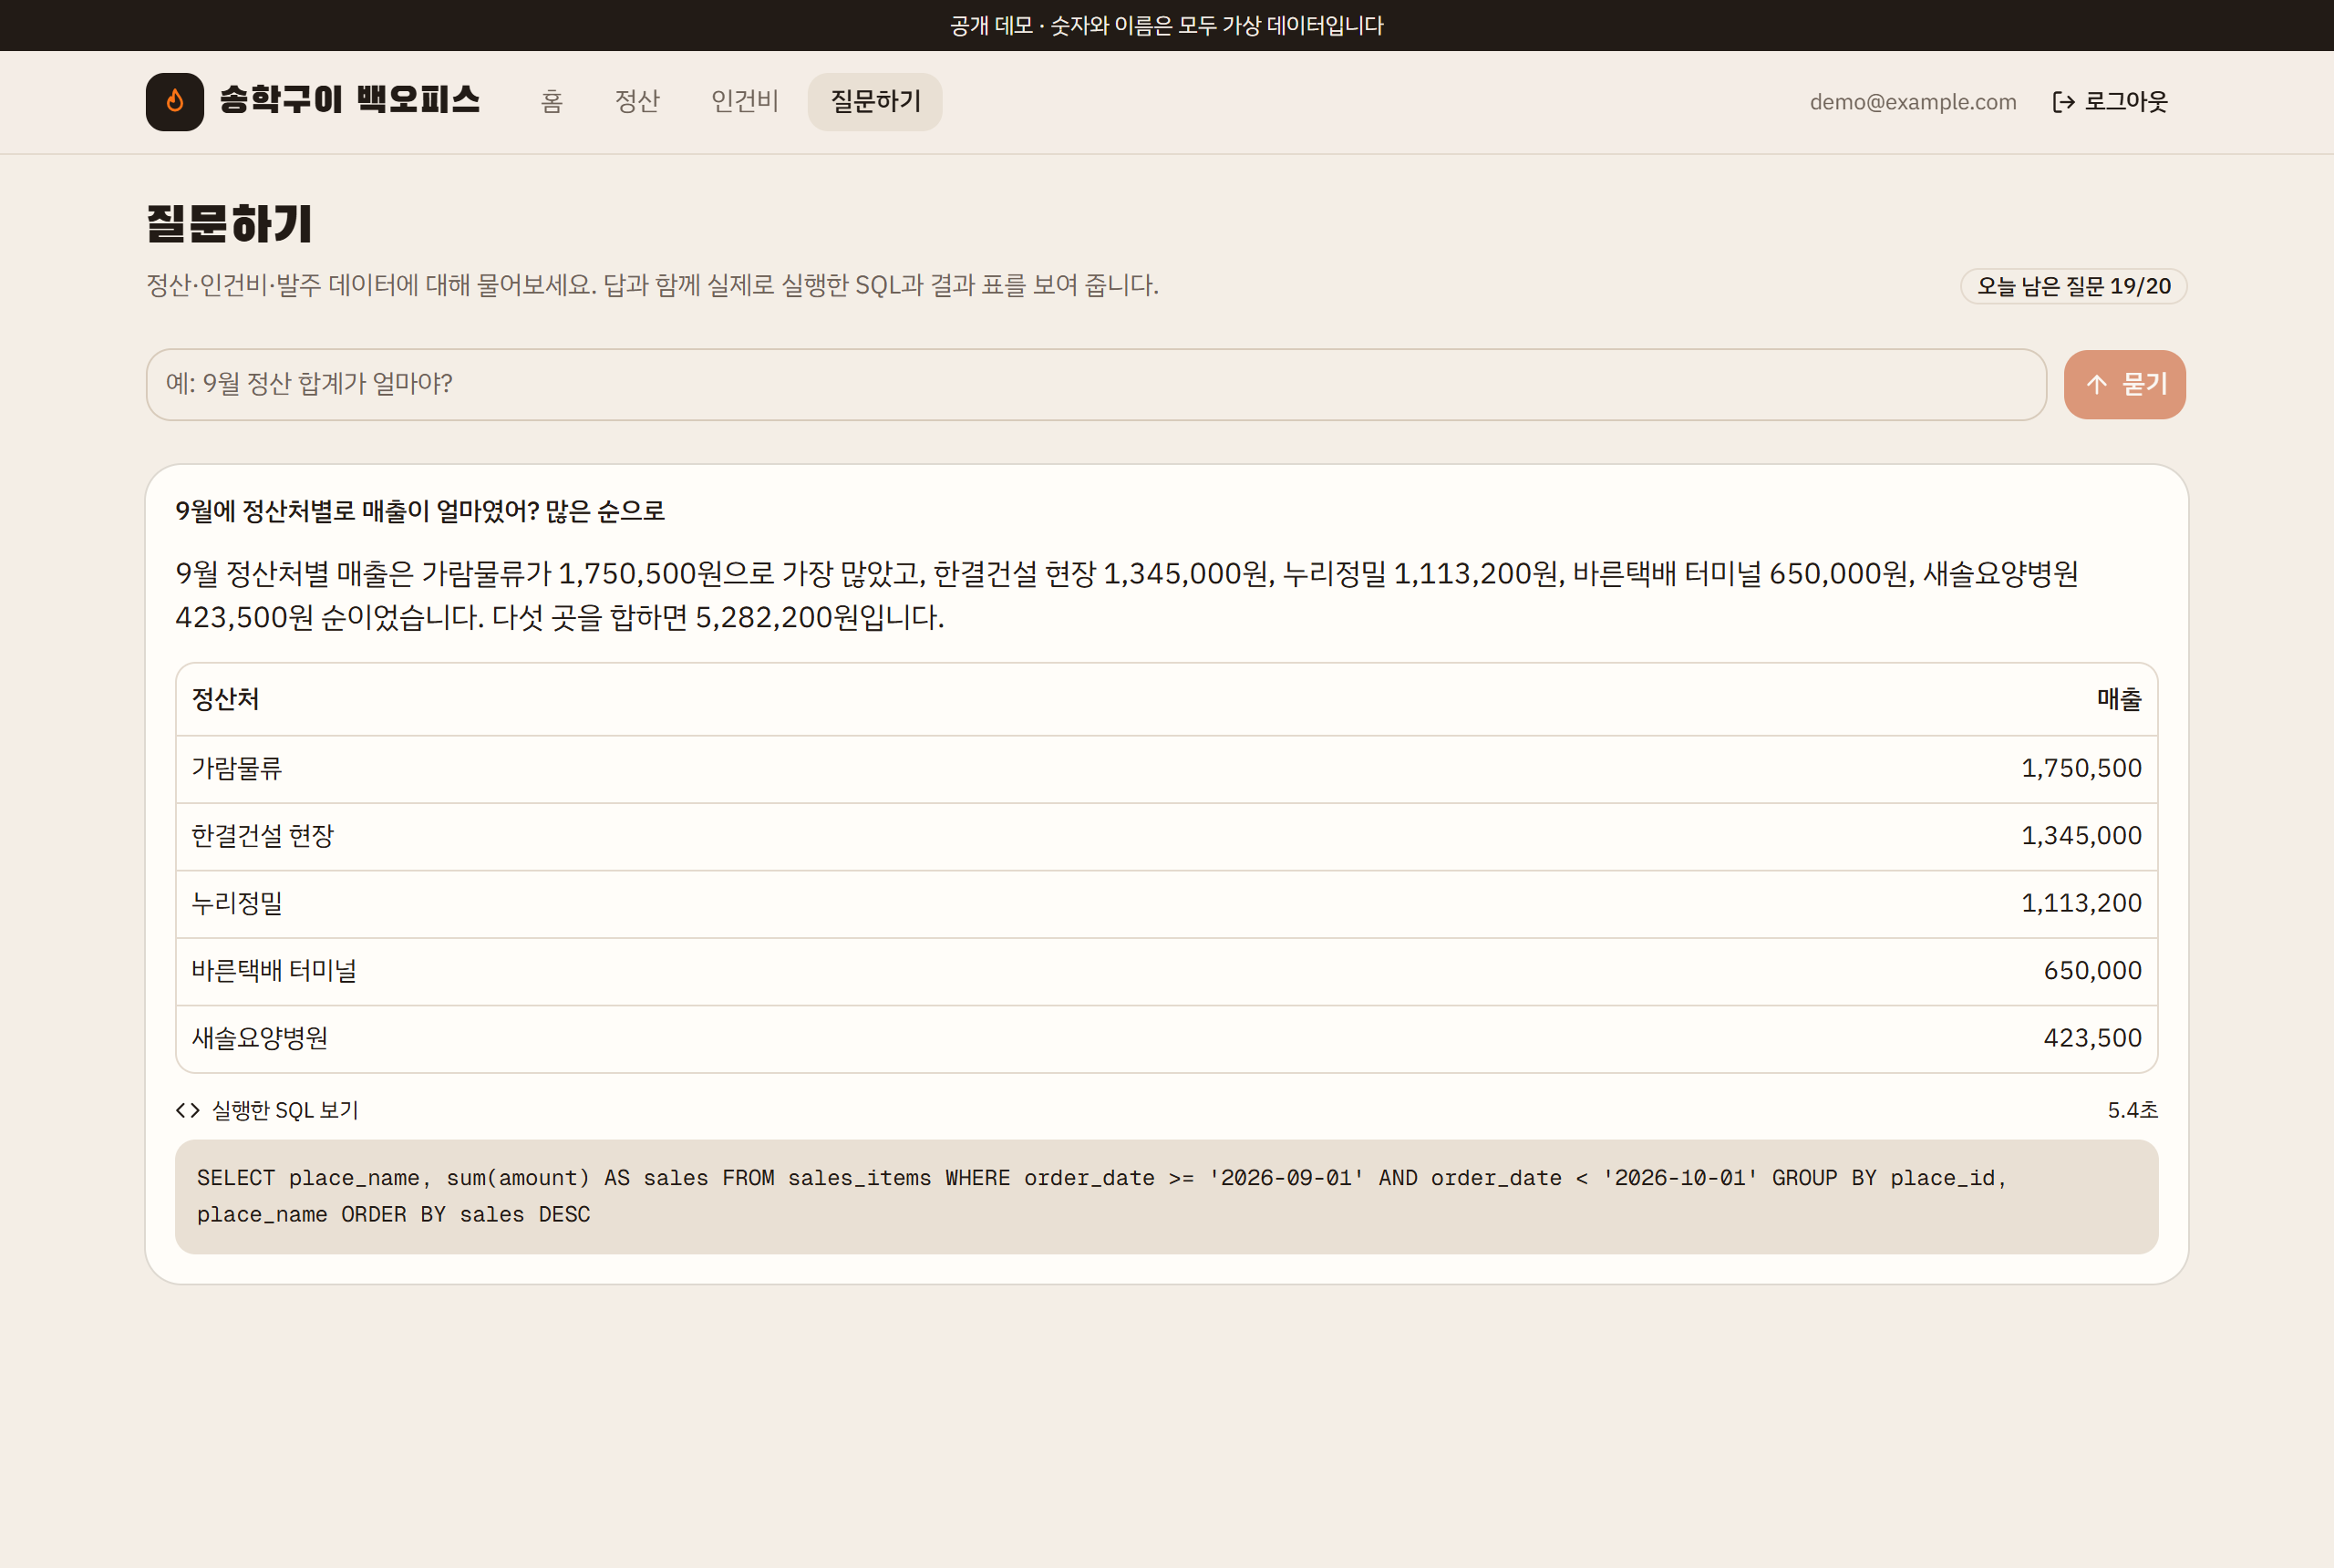 공개 데모 · 숫자와 이름은 모두 가상 데이터입니다
송학구이 백오피스 홈 정산 인건비 질문하기 demo@example.com 로그아웃
질문하기
정산·인건비·발주 데이터에 대해 물어보세요. 답과 함께 실제로 실행한 SQL과 결과 표를 보여 줍니다. 오늘 남은 질문 19/20
예: 9월 정산 합계가 얼마야? 묻기
9월에 정산처별로 매출이 얼마였어? 많은 순으로
9월 정산처별 매출은 가람물류가 1,750,500원으로 가장 많았고, 한결건설 현장 1,345,000원, 누리정밀 1,113,200원, 바른택배 터미널 650,000원, 새솔요양병원
423,500원 순이었습니다. 다섯 곳을 합하면 5,282,200원입니다.
정산처 매출
가람물류 1,750,500
한결건설 현장 1,345,000
누리정밀 1,113,200
바른택배 터미널 650,000
새솔요양병원 423,500
실행한 SQL 보기 5.4초
SELECT place_name, sum(amount) AS sales FROM sales_items WHERE order_date >= '2026-09-01' AND order_date < '2026-10-01' GROUP BY place_id,
place_name ORDER BY sales DESC